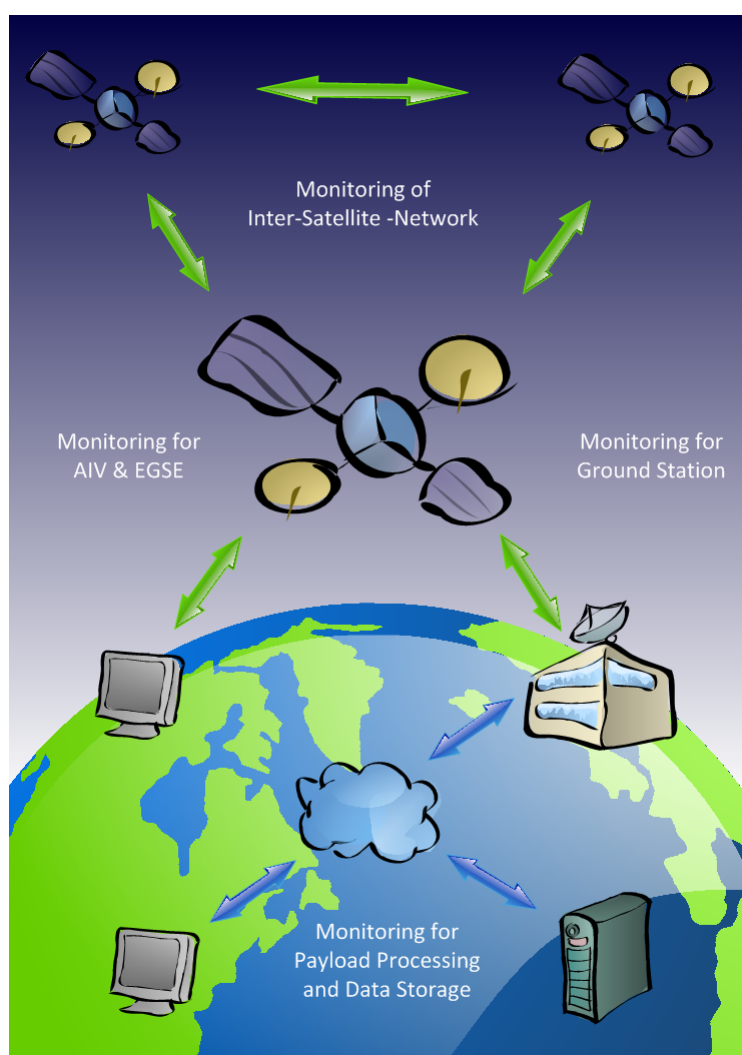 Monitoring of
Inter-Satellite -Network
Monitoring for
AIV & EGSE
Monitoring for
Ground Station
Monitoring for
Payload Processing
and Data Storage